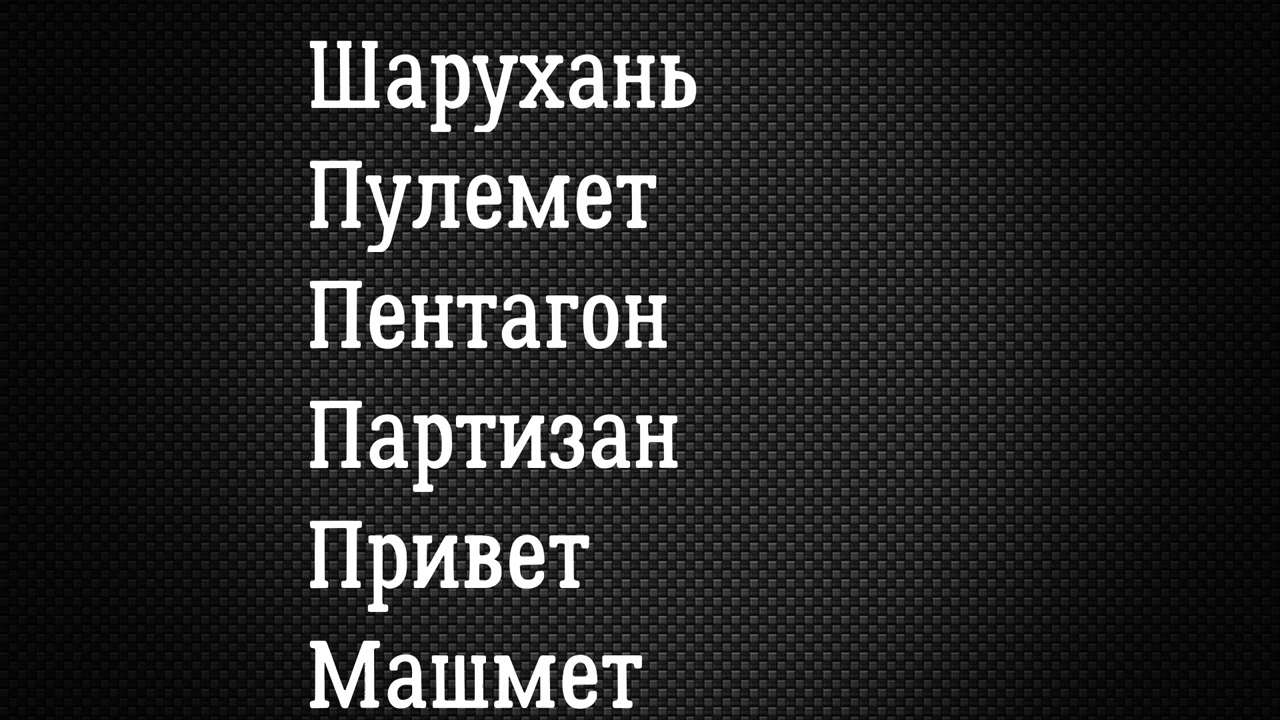 Шарухань
Пулемет
Пентагон
Партизан
Привет
Машмет